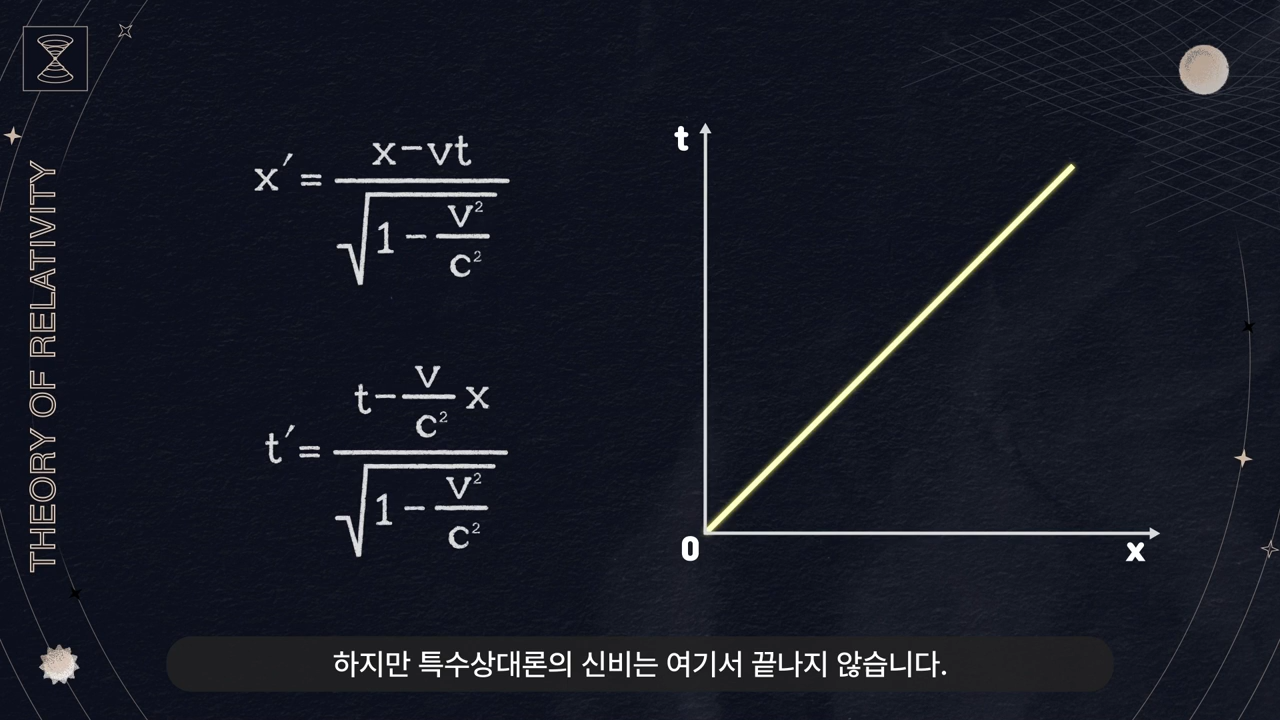 THEORY OF RELATIVITY
x′ = (x−vt) / √(1 − v²/c²)
t′ = (t − (v/c²) x) / √(1 − v²/c²)
t
0
x
하지만 특수상대론의 신비는 여기서 끝나지 않습니다.